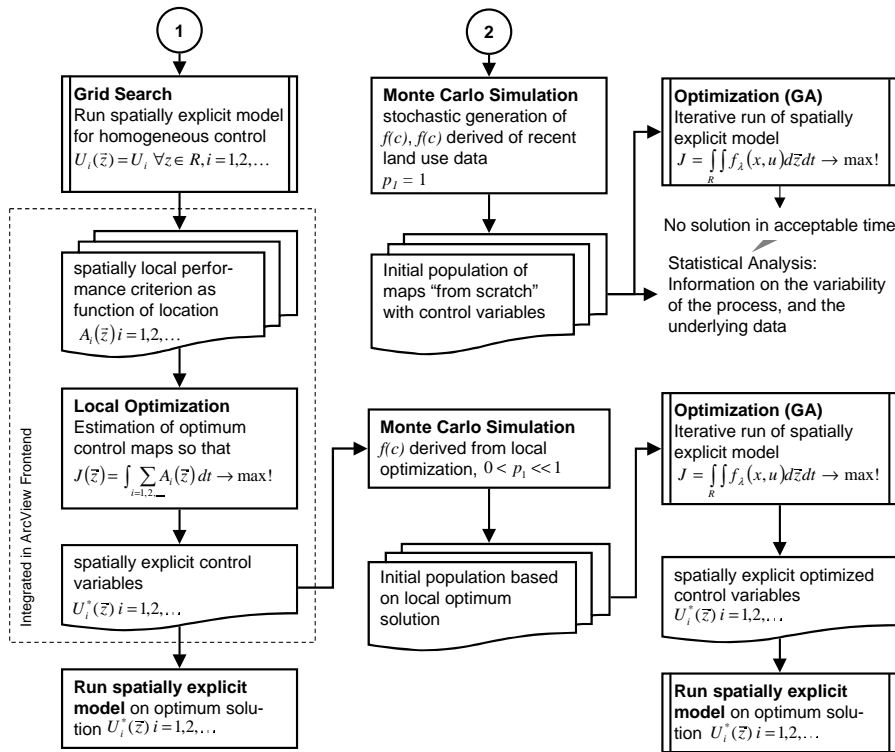 1
Grid Search
Run spatially explicit model
for homogeneous control
U_i(z⃗) = U_i ∀z ∈ R, i = 1,2,…
spatially local perfor-
mance criterion as
function of location
A_i(z⃗) i = 1,2,…
Local Optimization
Estimation of optimum
control maps so that
J(z⃗) = ∫ ∑_{i=1,2,…} A_i(z⃗) dt → max!
spatially explicit control
variables
U_i^*(z⃗) i = 1,2,…
Integrated in ArcView Frontend
Run spatially explicit
model on optimum solu-
tion U_i^*(z⃗) i = 1,2,…
2
Monte Carlo Simulation
stochastic generation of
f(c), f(c) derived of recent
land use data
p_1 = 1
Initial population of
maps “from scratch”
with control variables
Monte Carlo Simulation
f(c) derived from local
optimization, 0 < p_1 << 1
Initial population based
on local optimum
solution
Optimization (GA)
Iterative run of spatially
explicit model
J = ∫_R ∫ f_λ(x, u) dz⃗ dt → max!
No solution in acceptable time
Statistical Analysis:
Information on the variability
of the process, and the
underlying data
Optimization (GA)
Iterative run of spatially
explicit model
J = ∫_R ∫ f_λ(x, u) dz⃗ dt → max!
spatially explicit optimized
control variables
U_i^*(z⃗) i = 1,2,…
Run spatially explicit
model on optimum solu-
tion U_i^*(z⃗) i = 1,2,…